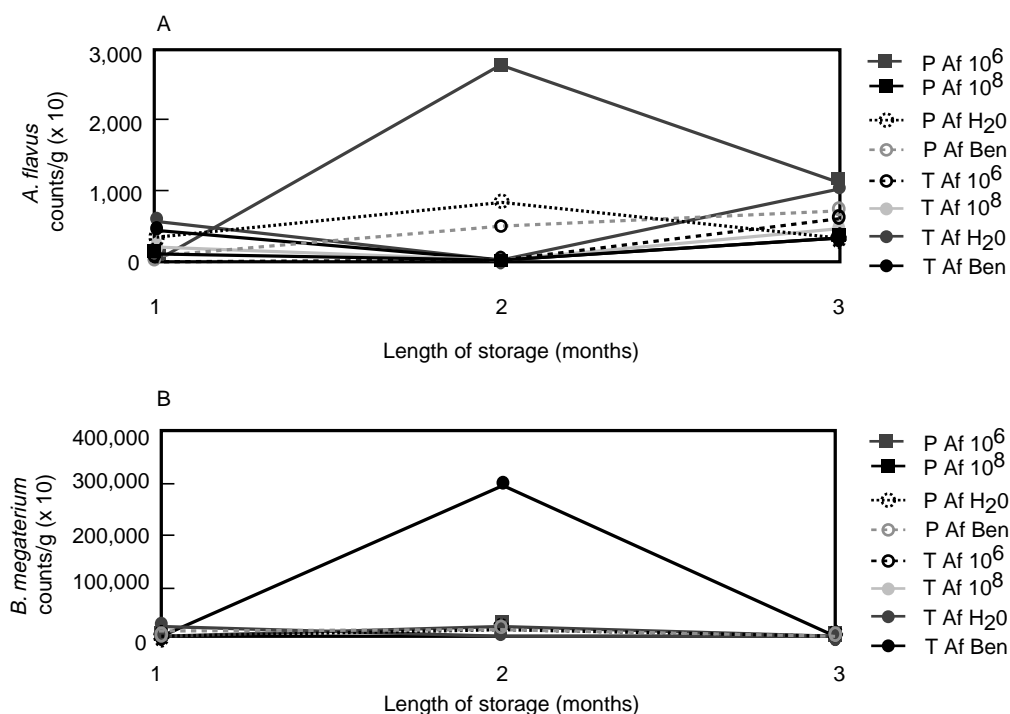 A
A. flavus
counts/g (x 10)
3,000
2,000
1,000
0
1 2 3
Length of storage (months)
P Af 10⁶
P Af 10⁸
P Af H₂0
P Af Ben
T Af 10⁶
T Af 10⁸
T Af H₂0
T Af Ben
B
B. megaterium
counts/g (x 10)
400,000
300,000
200,000
100,000
0
1 2 3
Length of storage (months)
P Af 10⁶
P Af 10⁸
P Af H₂0
P Af Ben
T Af 10⁶
T Af 10⁸
T Af H₂0
T Af Ben